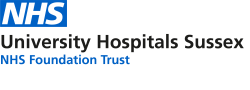 NHS
University Hospitals Sussex
NHS Foundation Trust